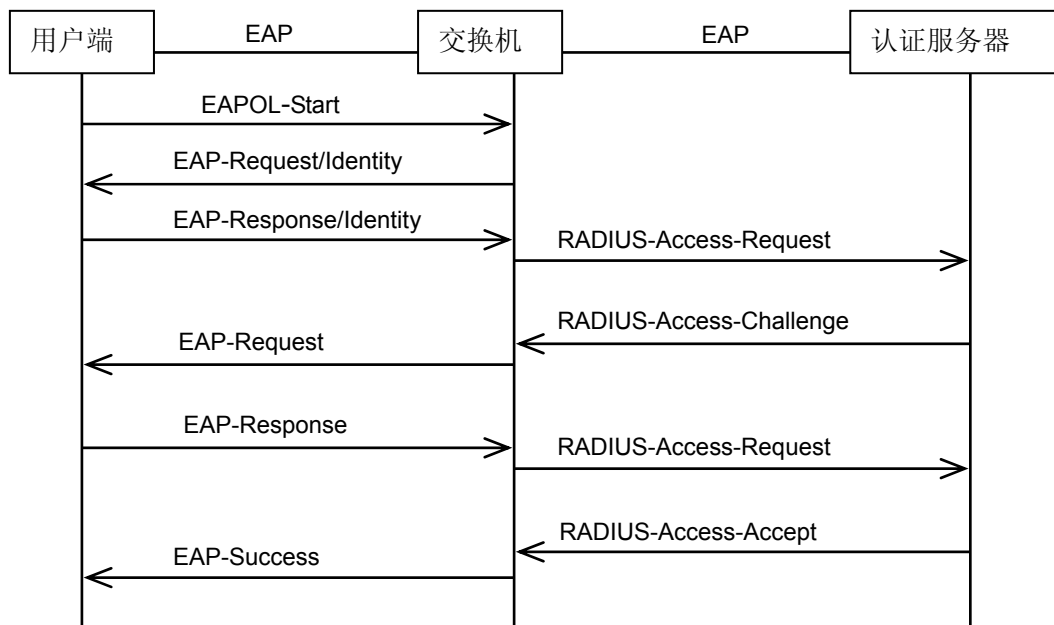 用户端
EAP
交换机
EAP
认证服务器
EAPOL-Start
EAP-Request/Identity
EAP-Response/Identity
RADIUS-Access-Request
RADIUS-Access-Challenge
EAP-Request
EAP-Response
RADIUS-Access-Request
RADIUS-Access-Accept
EAP-Success